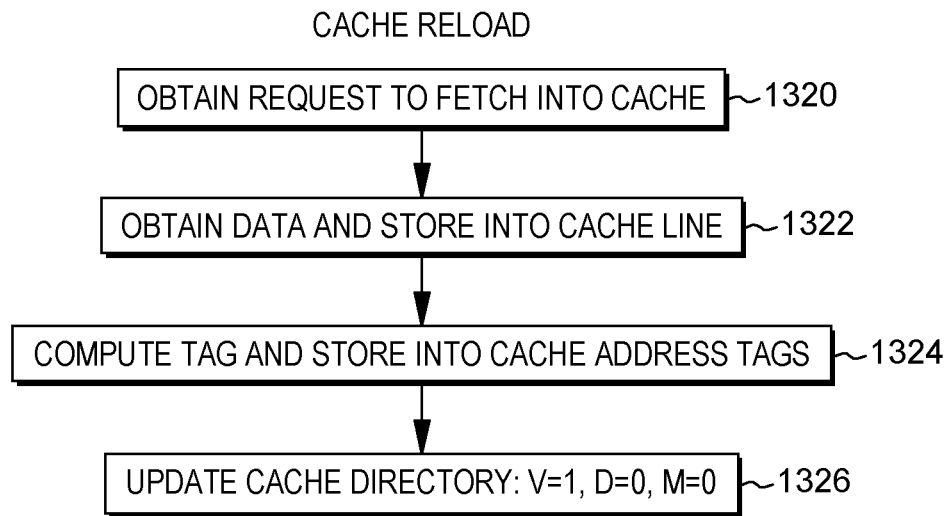 CACHE RELOAD
OBTAIN REQUEST TO FETCH INTO CACHE 1320
OBTAIN DATA AND STORE INTO CACHE LINE 1322
COMPUTE TAG AND STORE INTO CACHE ADDRESS TAGS 1324
UPDATE CACHE DIRECTORY: V=1, D=0, M=0 1326